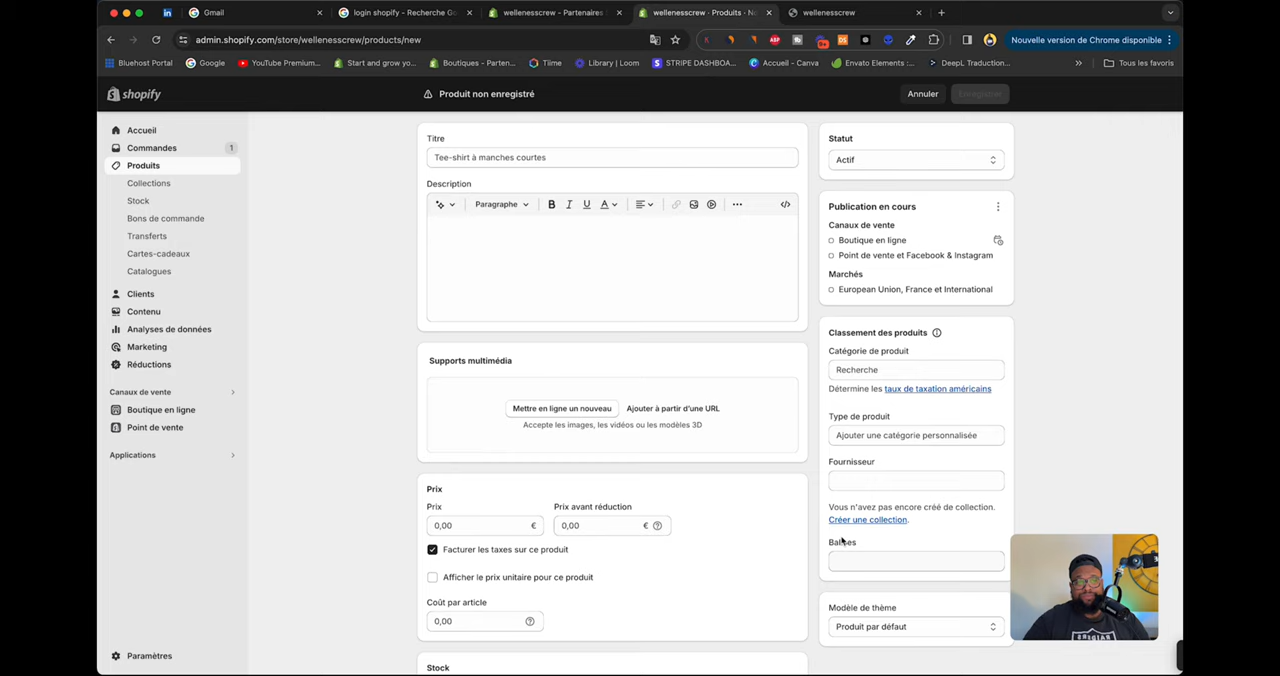 Gmail
login shopify - Recherche Go
wellenesscrew - Partenaires
wellenesscrew · Produits · No
wellenesscrew
admin.shopify.com/store/wellenesscrew/products/new
Nouvelle version de Chrome disponible
Bluehost Portal
Google
YouTube Premium...
Start and grow yo...
Boutiques - Parten...
Tiime
Library | Loom
STRIPE DASHBOA...
Accueil - Canva
Envato Elements :...
DeepL Traduction...
Tous les favoris
shopify
Produit non enregistré
Annuler
Enregistrer
Accueil
Commandes
1
Produits
Collections
Stock
Bons de commande
Transferts
Cartes-cadeaux
Catalogues
Clients
Contenu
Analyses de données
Marketing
Réductions
Canaux de vente
Boutique en ligne
Point de vente
Applications
Paramètres
Titre
Tee-shirt à manches courtes
Description
Paragraphe
B I U A
Supports multimédia
Mettre en ligne un nouveau
Ajouter à partir d'une URL
Accepte les images, les vidéos ou les modèles 3D
Prix
Prix
Prix avant réduction
0,00 €
0,00 €
Facturer les taxes sur ce produit
Afficher le prix unitaire pour ce produit
Coût par article
0,00
Stock
Statut
Actif
Publication en cours
Canaux de vente
Boutique en ligne
Point de vente et Facebook & Instagram
Marchés
European Union, France et International
Classement des produits
Catégorie de produit
Recherche
Détermine les taux de taxation américains
Type de produit
Ajouter une catégorie personnalisée
Fournisseur
Vous n'avez pas encore créé de collection.
Créer une collection.
Balises
Modèle de thème
Produit par défaut